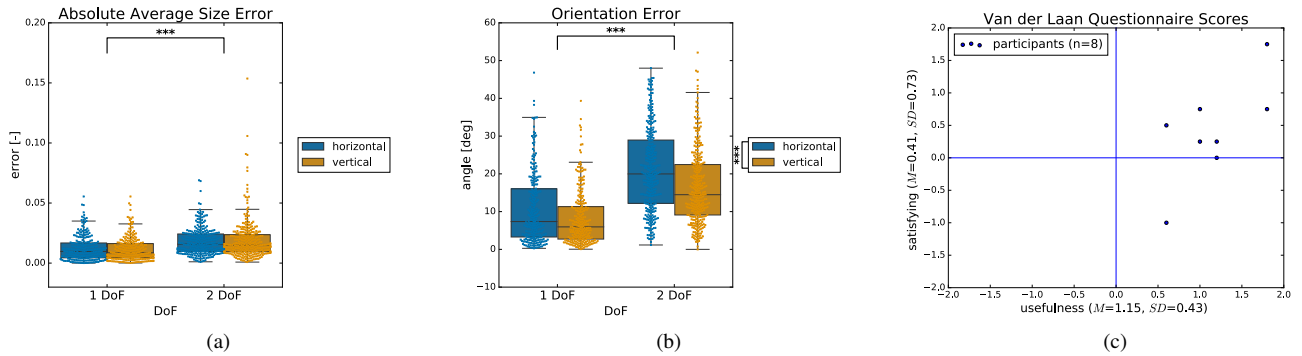 Absolute Average Size Error
***
0.20
0.15
0.10
0.05
0.00
error [-]
horizontal
vertical
1 DoF
2 DoF
DoF
(a)
Orientation Error
***
60
50
40
30
20
10
0
−10
angle [deg]
***
horizontal
vertical
1 DoF
2 DoF
DoF
(b)
Van der Laan Questionnaire Scores
participants (n=8)
2.0
1.5
1.0
0.5
0.0
−0.5
−1.0
−1.5
−2.0
satisfying (M=0.41, SD=0.73)
−2.0 −1.5 −1.0 −0.5 0.0 0.5 1.0 1.5 2.0
usefulness (M=1.15, SD=0.43)
(c)